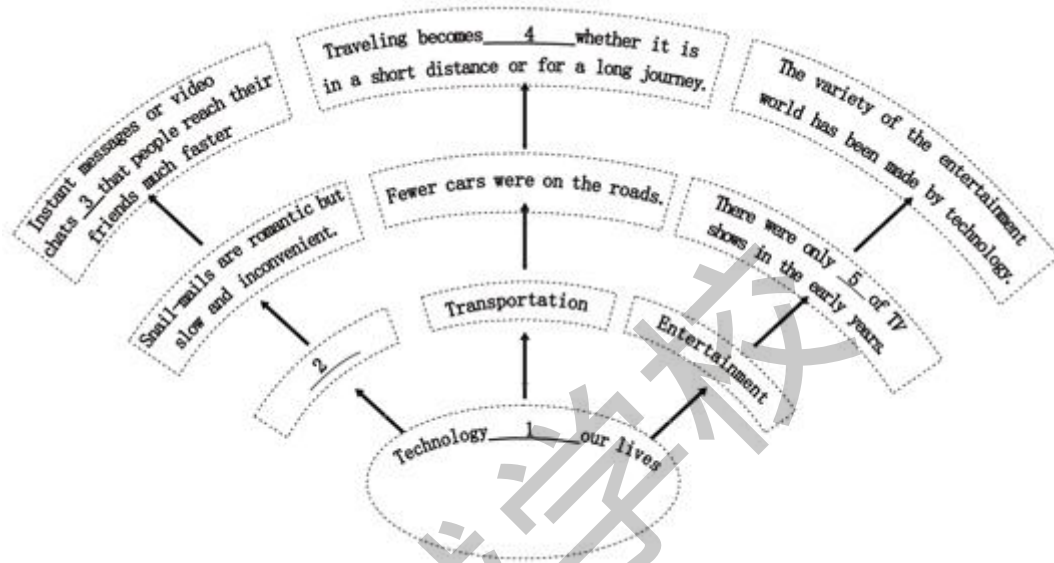 Traveling becomes 4 whether it is
in a short distance or for a long journey.
Instant messages or video
chats 3 that people reach their
friends much faster
The variety of the entertainment
world has been made by technology.
Fewer cars were on the roads.
Snail-mails are romantic but
slow and inconvenient.
There were only 5 of TV
shows in the early years.
Transportation
2
Entertainment
Technology 1 our lives
学校